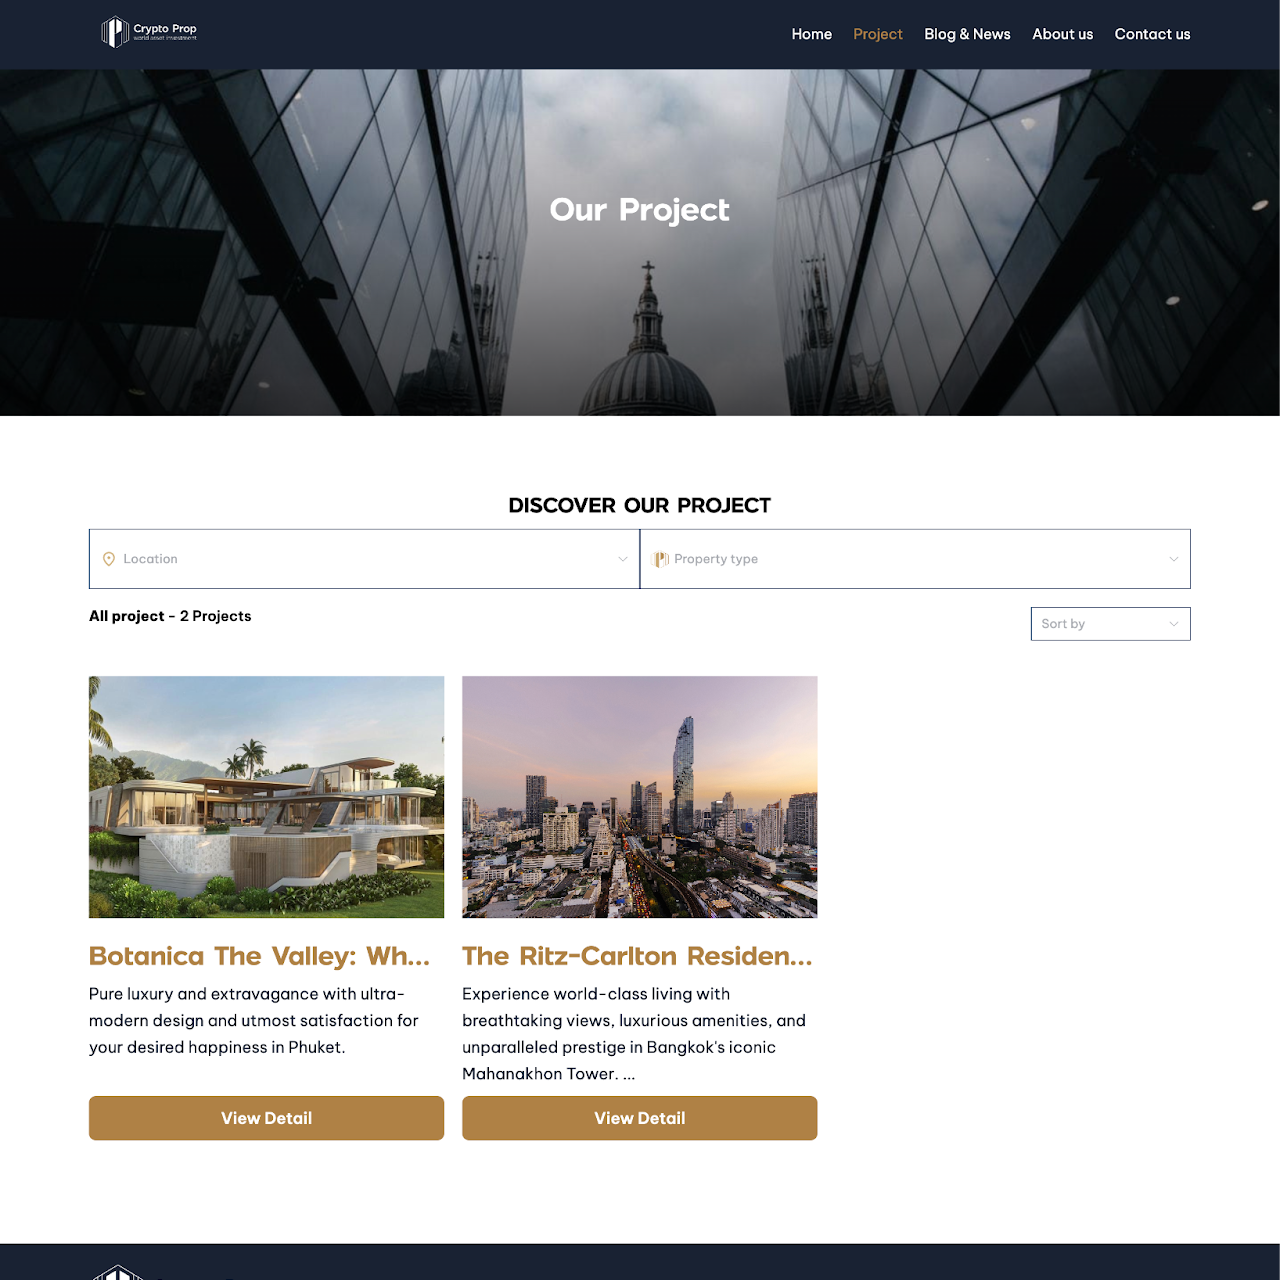 Crypto Prop
world asset investment
Home Project Blog & News About us Contact us
Our Project
DISCOVER OUR PROJECT
Location
Property type
All project - 2 Projects
Sort by
Botanica The Valley: Wh...
Pure luxury and extravagance with ultra-
modern design and utmost satisfaction for
your desired happiness in Phuket.
View Detail
The Ritz-Carlton Residen...
Experience world-class living with
breathtaking views, luxurious amenities, and
unparalleled prestige in Bangkok's iconic
Mahanakhon Tower. ...
View Detail